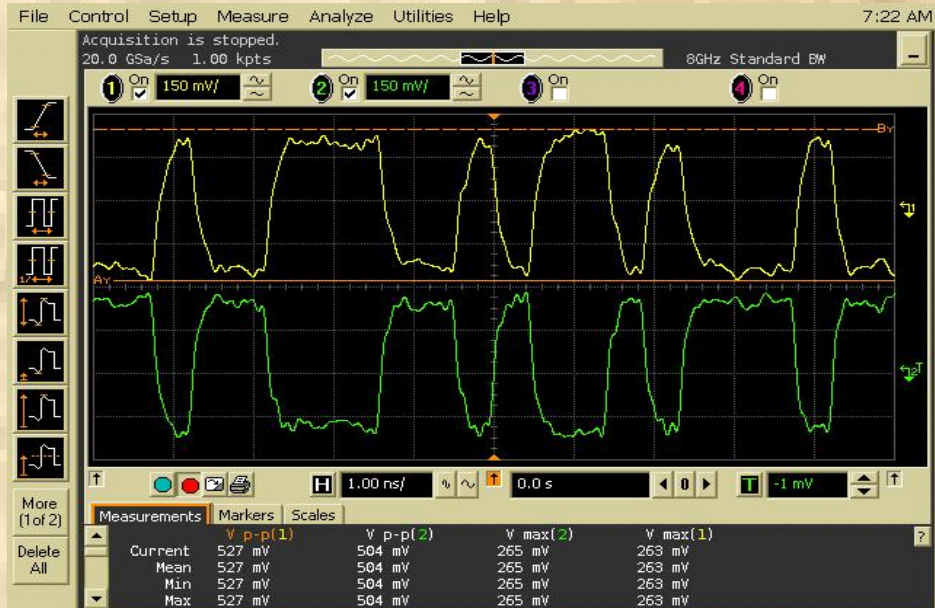 File Control Setup Measure Analyze Utilities Help 7:22 AM
Acquisition is stopped.
20.0 GSa/s 1.00 kpts 8GHz Standard BW
1 On 150 mV/ 2 On 150 mV/ 3 On 4 On
By
1
Ay
2 T
H 1.00 ns/ T 0.0 s 0 T -1 mV T
More
(1of 2)
Delete
All
Measurements Markers Scales
V p-p(1) V p-p(2) V max(2) V max(1) ?
Current 527 mV 504 mV 265 mV 263 mV
Mean 527 mV 504 mV 265 mV 263 mV
Min 527 mV 504 mV 265 mV 263 mV
Max 527 mV 504 mV 265 mV 263 mV